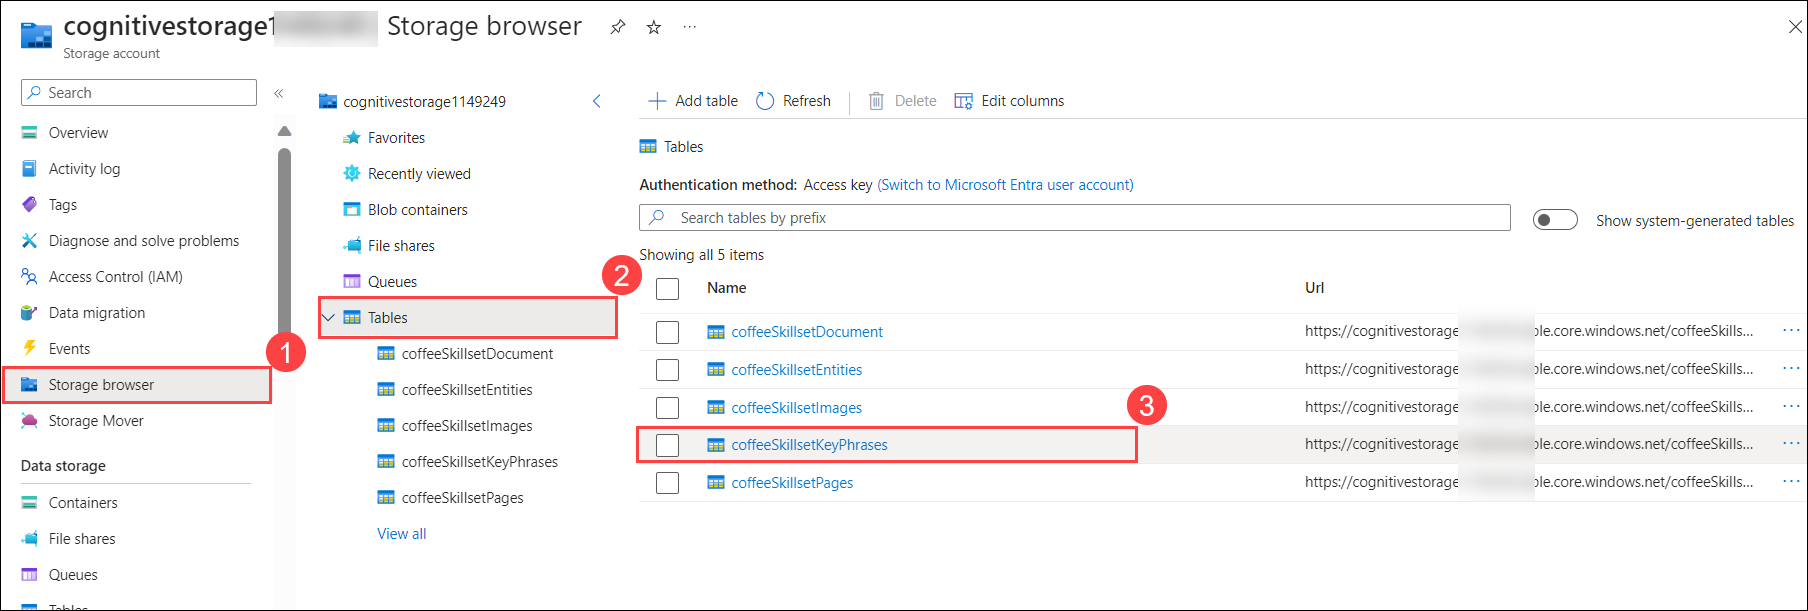 cognitivestorage1 Storage browser ···
Storage account
Search «
Overview
Activity log
Tags
Diagnose and solve problems
Access Control (IAM)
Data migration
Events
1
Storage browser
Storage Mover
Data storage
Containers
File shares
Queues
Tables
cognitivestorage1149249
Favorites
Recently viewed
Blob containers
File shares
Queues
2
Tables
coffeeSkillsetDocument
coffeeSkillsetEntities
coffeeSkillsetImages
coffeeSkillsetKeyPhrases
coffeeSkillsetPages
View all
Add table Refresh Delete Edit columns
Tables
Authentication method: Access key (Switch to Microsoft Entra user account)
Search tables by prefix Show system-generated tables
Showing all 5 items
Name Url
coffeeSkillsetDocument https://cognitivestorage ble.core.windows.net/coffeeSkills... ···
coffeeSkillsetEntities https://cognitivestorage ble.core.windows.net/coffeeSkills... ···
coffeeSkillsetImages https://cognitivestorage ble.core.windows.net/coffeeSkills... ···
3
coffeeSkillsetKeyPhrases https://cognitivestorage ble.core.windows.net/coffeeSkills... ···
coffeeSkillsetPages https://cognitivestorage ble.core.windows.net/coffeeSkills... ···